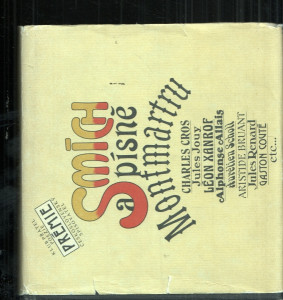 Smích
a písně
Montmartru
CHARLES CROS
Jules Jouy
LÉON XANROF
Alphonse Allais
Aurélien Scholl
ARISTIDE BRUANT
Jules Renard
GASTON COUTÉ
etc...
PRÉMIE